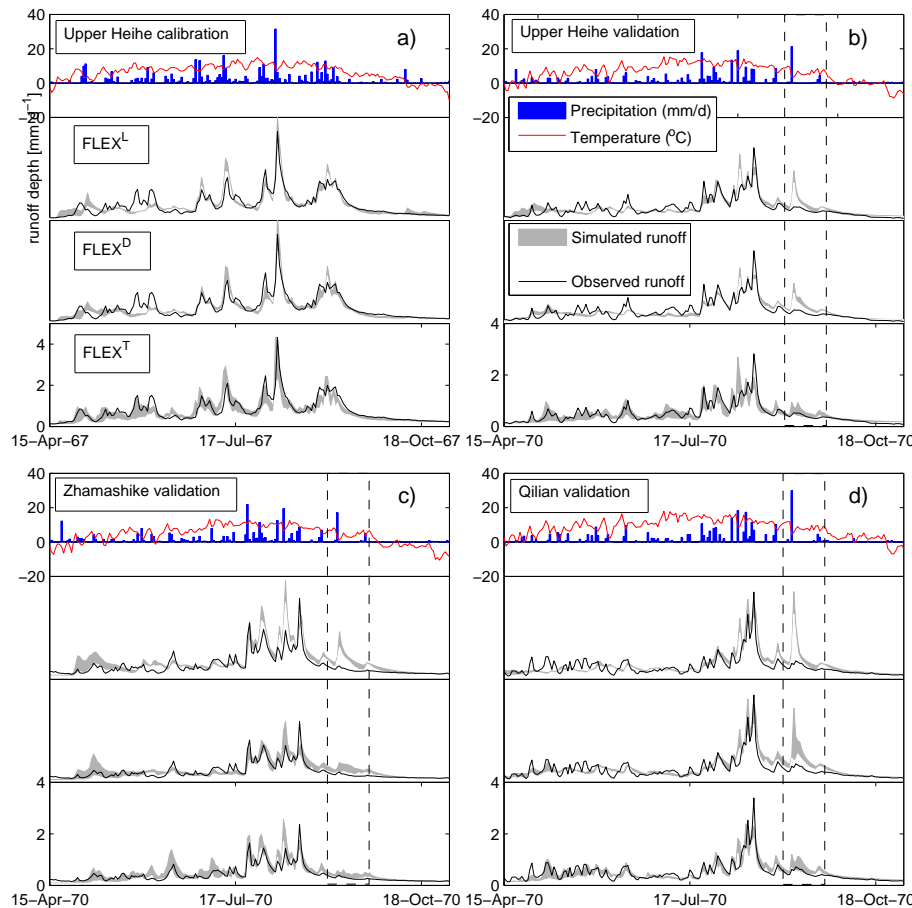 40
20
0
−20
Upper Heihe calibration
a)
runoff depth [mm d−1]
FLEXL
FLEXD
FLEXT
4
2
0
15−Apr−67
17−Jul−67
18−Oct−67
40
20
0
−20
Upper Heihe validation
b)
Precipitation (mm/d)
Temperature (oC)
Simulated runoff
Observed runoff
4
2
0
15−Apr−70
17−Jul−70
18−Oct−70
40
20
0
−20
Zhamashike validation
c)
4
2
0
15−Apr−70
17−Jul−70
18−Oct−70
40
20
0
−20
Qilian validation
d)
4
2
0
15−Apr−70
17−Jul−70
18−Oct−70